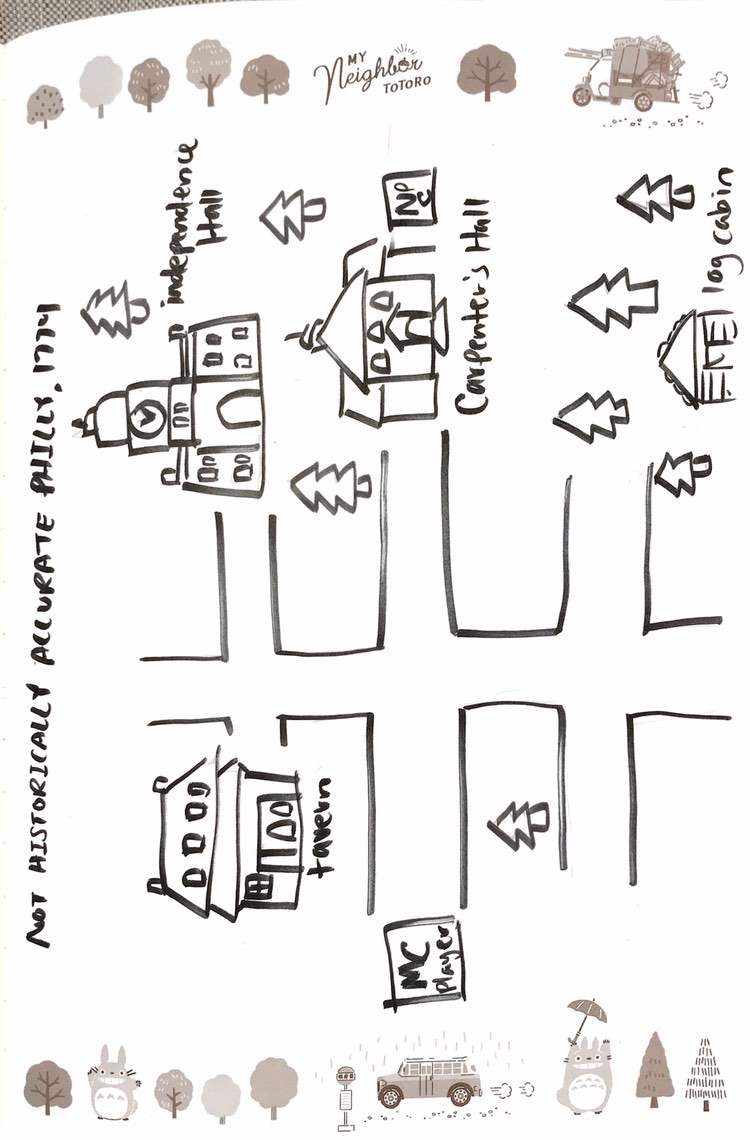 NOT HISTORICALLY ACCURATE PHILLY, 1774
independence
Hall
tavern
MC
Player
NPC
Carpenter's Hall
log cabin
MY
Neighbor
TOTORO